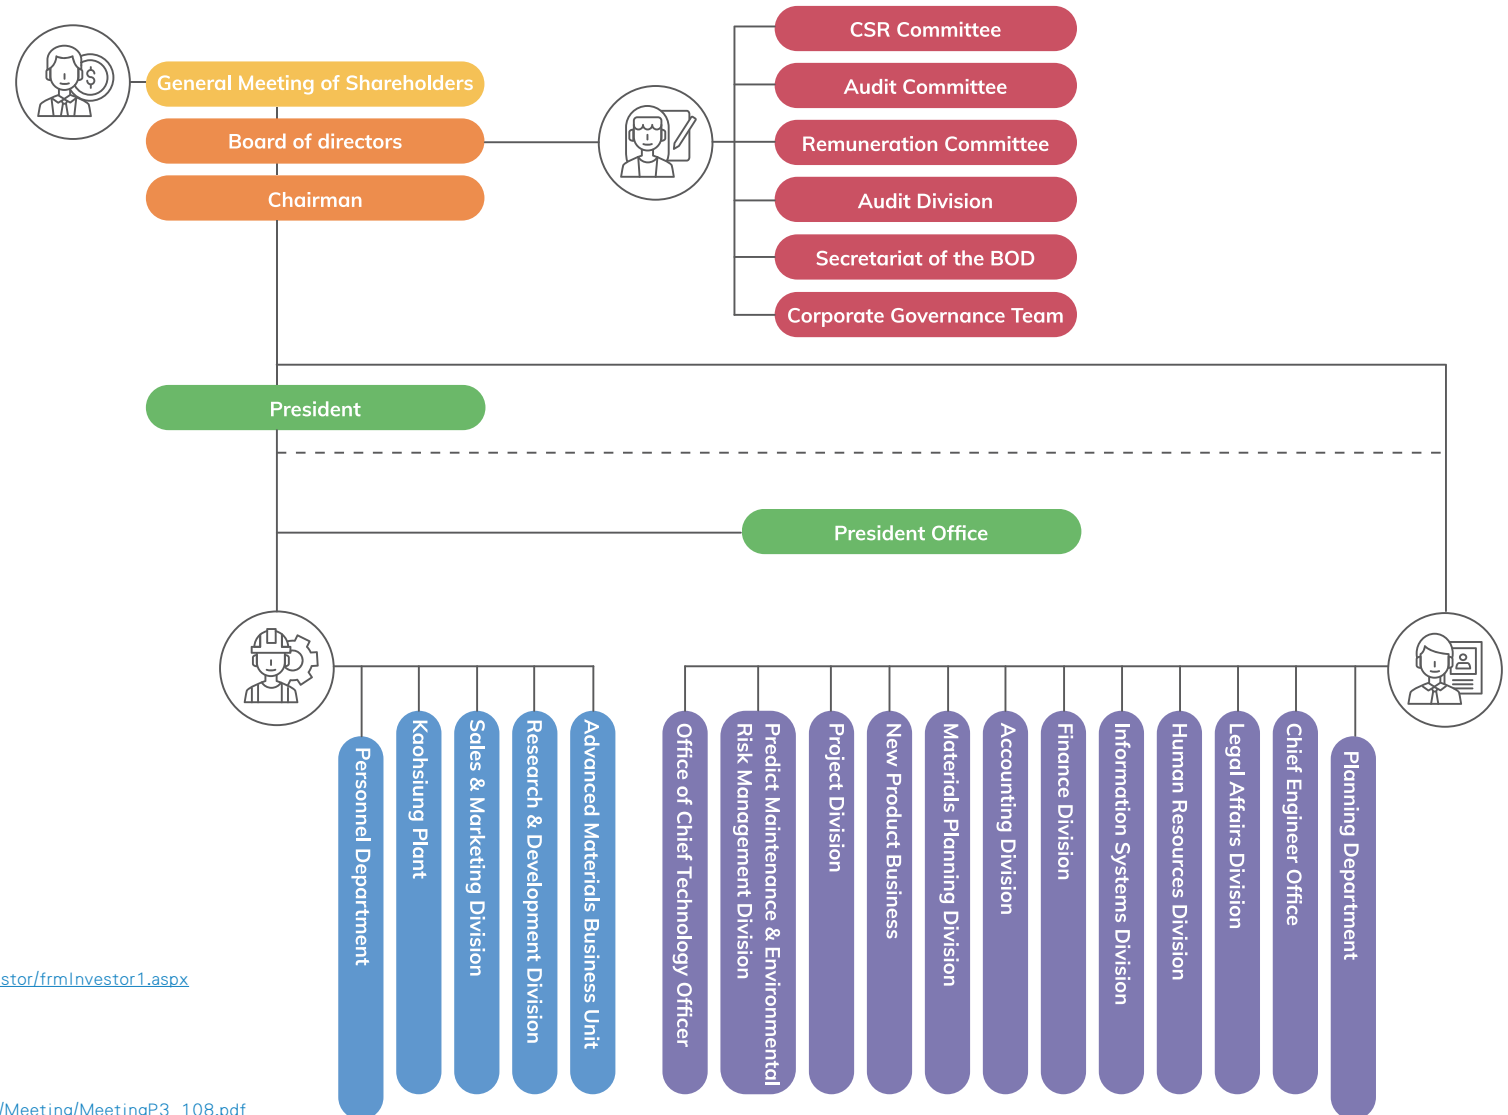 General Meeting of Shareholders
Board of directors
Chairman
CSR Committee
Audit Committee
Remuneration Committee
Audit Division
Secretariat of the BOD
Corporate Governance Team
President
President Office
Personnel Department
Kaohsiung Plant
Sales & Marketing Division
Research & Development Division
Advanced Materials Business Unit
Office of Chief Technology Officer
Predict Maintenance & Environmental
Risk Management Division
Project Division
New Product Business
Materials Planning Division
Accounting Division
Finance Division
Information Systems Division
Human Resources Division
Legal Affairs Division
Chief Engineer Office
Planning Department
stor/frmInvestor1.aspx
/Meeting/MeetingP3_108.pdf
$